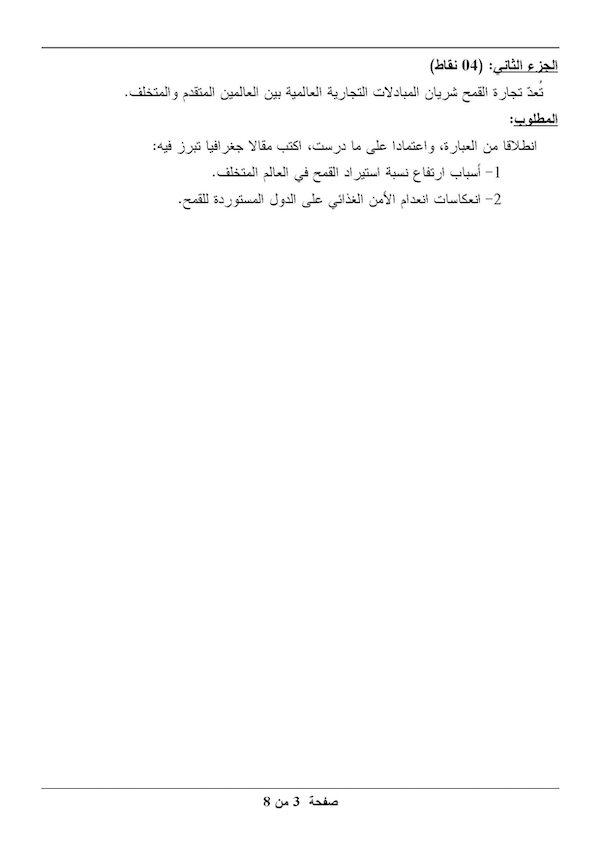 الجزء الثاني: (04 نقاط)
تُعدّ تجارة القمح شريان المبادلات التجارية العالمية بين العالمين المتقدم والمتخلف.
المطلوب:
انطلاقا من العبارة، واعتمادا على ما درست، اكتب مقالا جغرافيا تبرز فيه:
1- أسباب ارتفاع نسبة استيراد القمح في العالم المتخلف.
2- انعكاسات انعدام الأمن الغذائي على الدول المستوردة للقمح.
صفحة 3 من 8